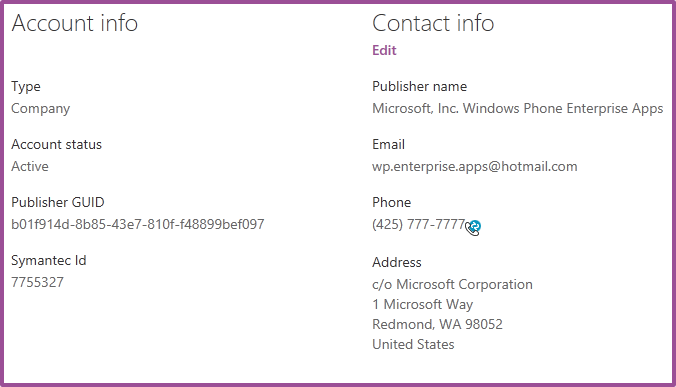 Account info
Type
Company
Account status
Active
Publisher GUID
b01f914d-8b85-43e7-810f-f48899bef097
Symantec Id
7755327
Contact info
Edit
Publisher name
Microsoft, Inc. Windows Phone Enterprise Apps
Email
wp.enterprise.apps@hotmail.com
Phone
(425) 777-7777
Address
c/o Microsoft Corporation
1 Microsoft Way
Redmond, WA 98052
United States